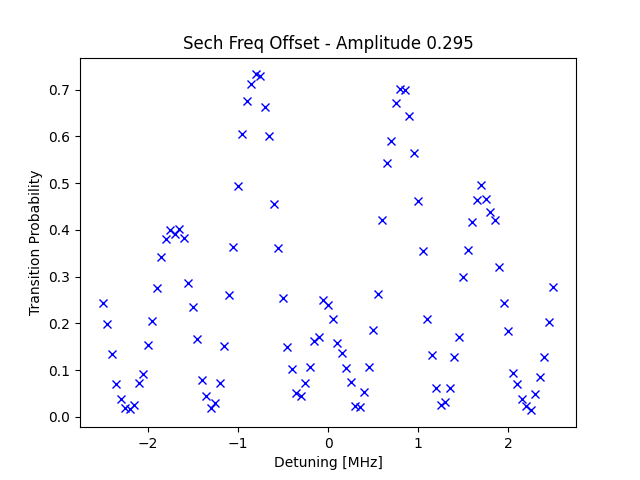 Sech Freq Offset - Amplitude 0.295
Transition Probability
0.7
0.6
0.5
0.4
0.3
0.2
0.1
0.0
−2 −1 0 1 2
Detuning [MHz]